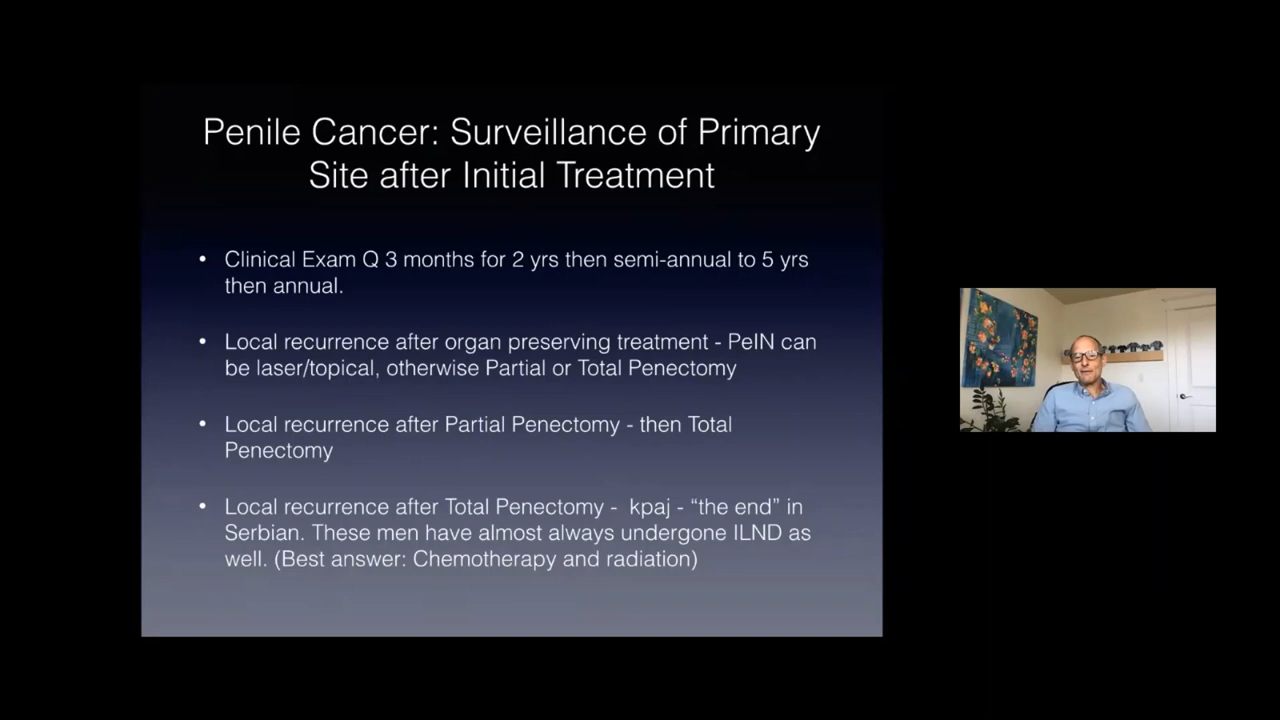 Penile Cancer: Surveillance of Primary
Site after Initial Treatment
• Clinical Exam Q 3 months for 2 yrs then semi-annual to 5 yrs
then annual.
• Local recurrence after organ preserving treatment - PeIN can
be laser/topical, otherwise Partial or Total Penectomy
• Local recurrence after Partial Penectomy - then Total
Penectomy
• Local recurrence after Total Penectomy - kpaj - “the end” in
Serbian. These men have almost always undergone ILND as
well. (Best answer: Chemotherapy and radiation)